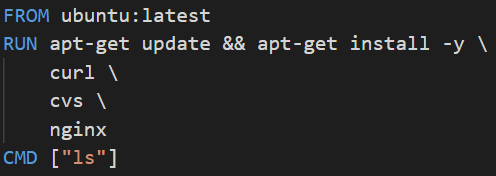 FROM ubuntu:latest
RUN apt-get update && apt-get install -y \
    curl \
    cvs \
    nginx
CMD ["ls"]